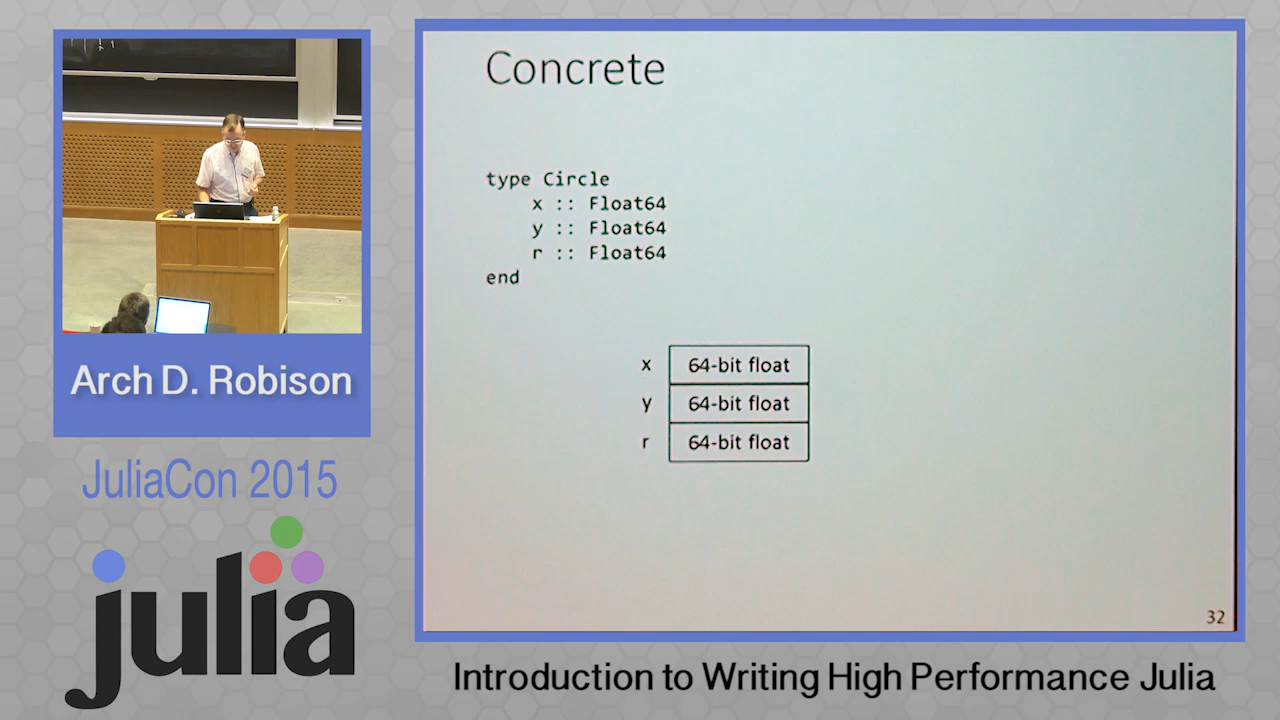 Concrete
type Circle
x :: Float64
y :: Float64
r :: Float64
end
x 64-bit float
y 64-bit float
r 64-bit float
32
Arch D. Robison
JuliaCon 2015
julia
Introduction to Writing High Performance Julia